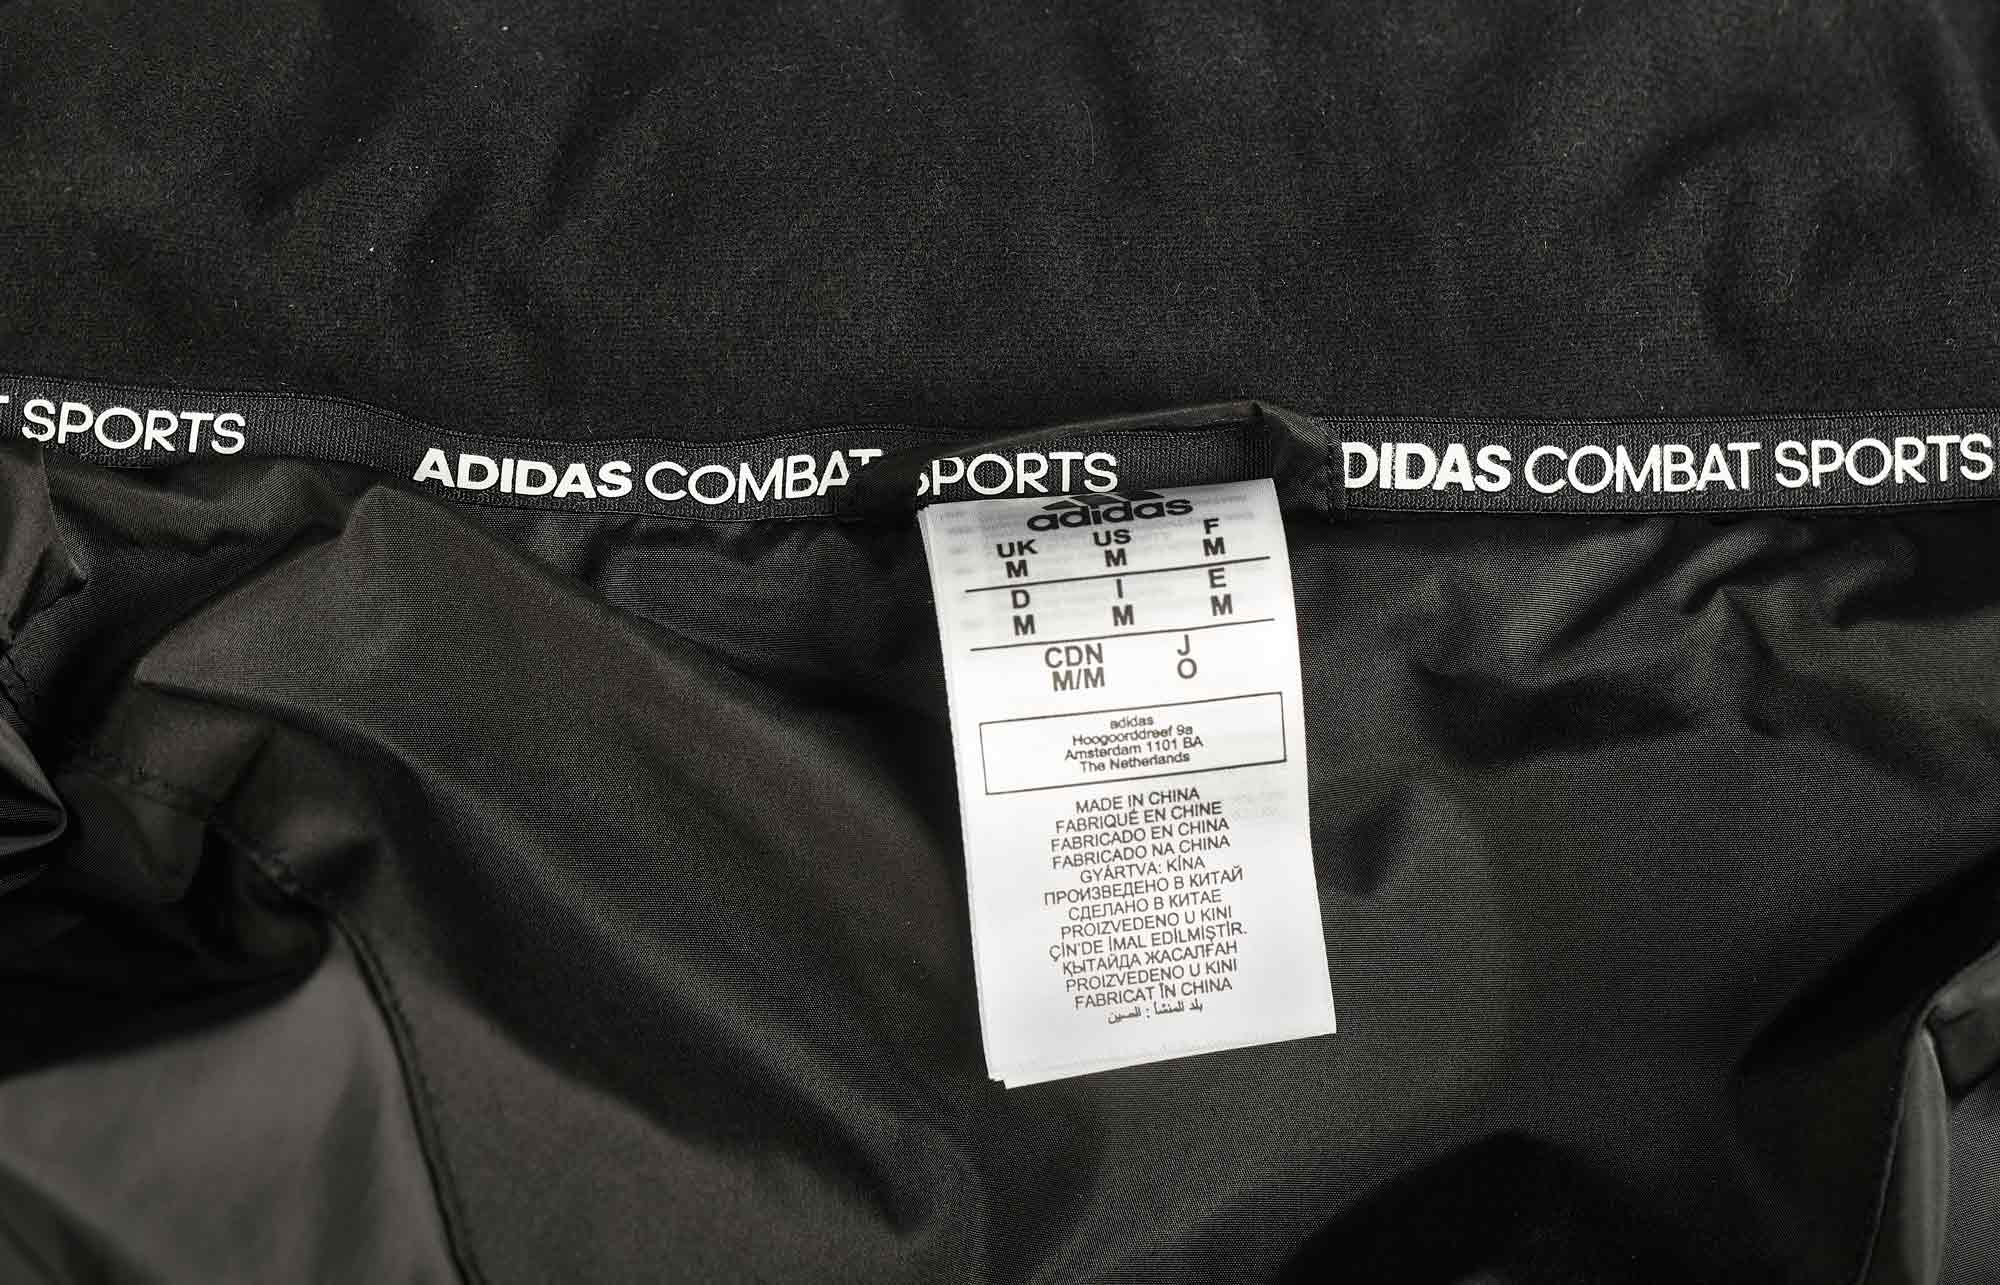 SPORTS
ADIDAS COMBAT SPORTS
DIDAS COMBAT SPORTS
adidas
UK US F
M M M
D I E
M M M
CDN J
M/M O
adidas
Hoogoorddreef 9a
Amsterdam 1101 BA
The Netherlands
MADE IN CHINA
FABRIQUÉ EN CHINE
FABRICADO EN CHINA
FABRICADO NA CHINA
GYÁRTVA: KÍNA
ПРОИЗВЕДЕНО В КИТАЙ
СДЕЛАНО В КИТАЕ
PROIZVEDENO U KINI
ÇİN'DE İMAL EDİLMİŞTİR.
ҚЫТАЙДА ЖАСАЛҒАН
PROIZVEDENO U KINI
FABRICAT ÎN CHINA
بلد المنشأ : الصين